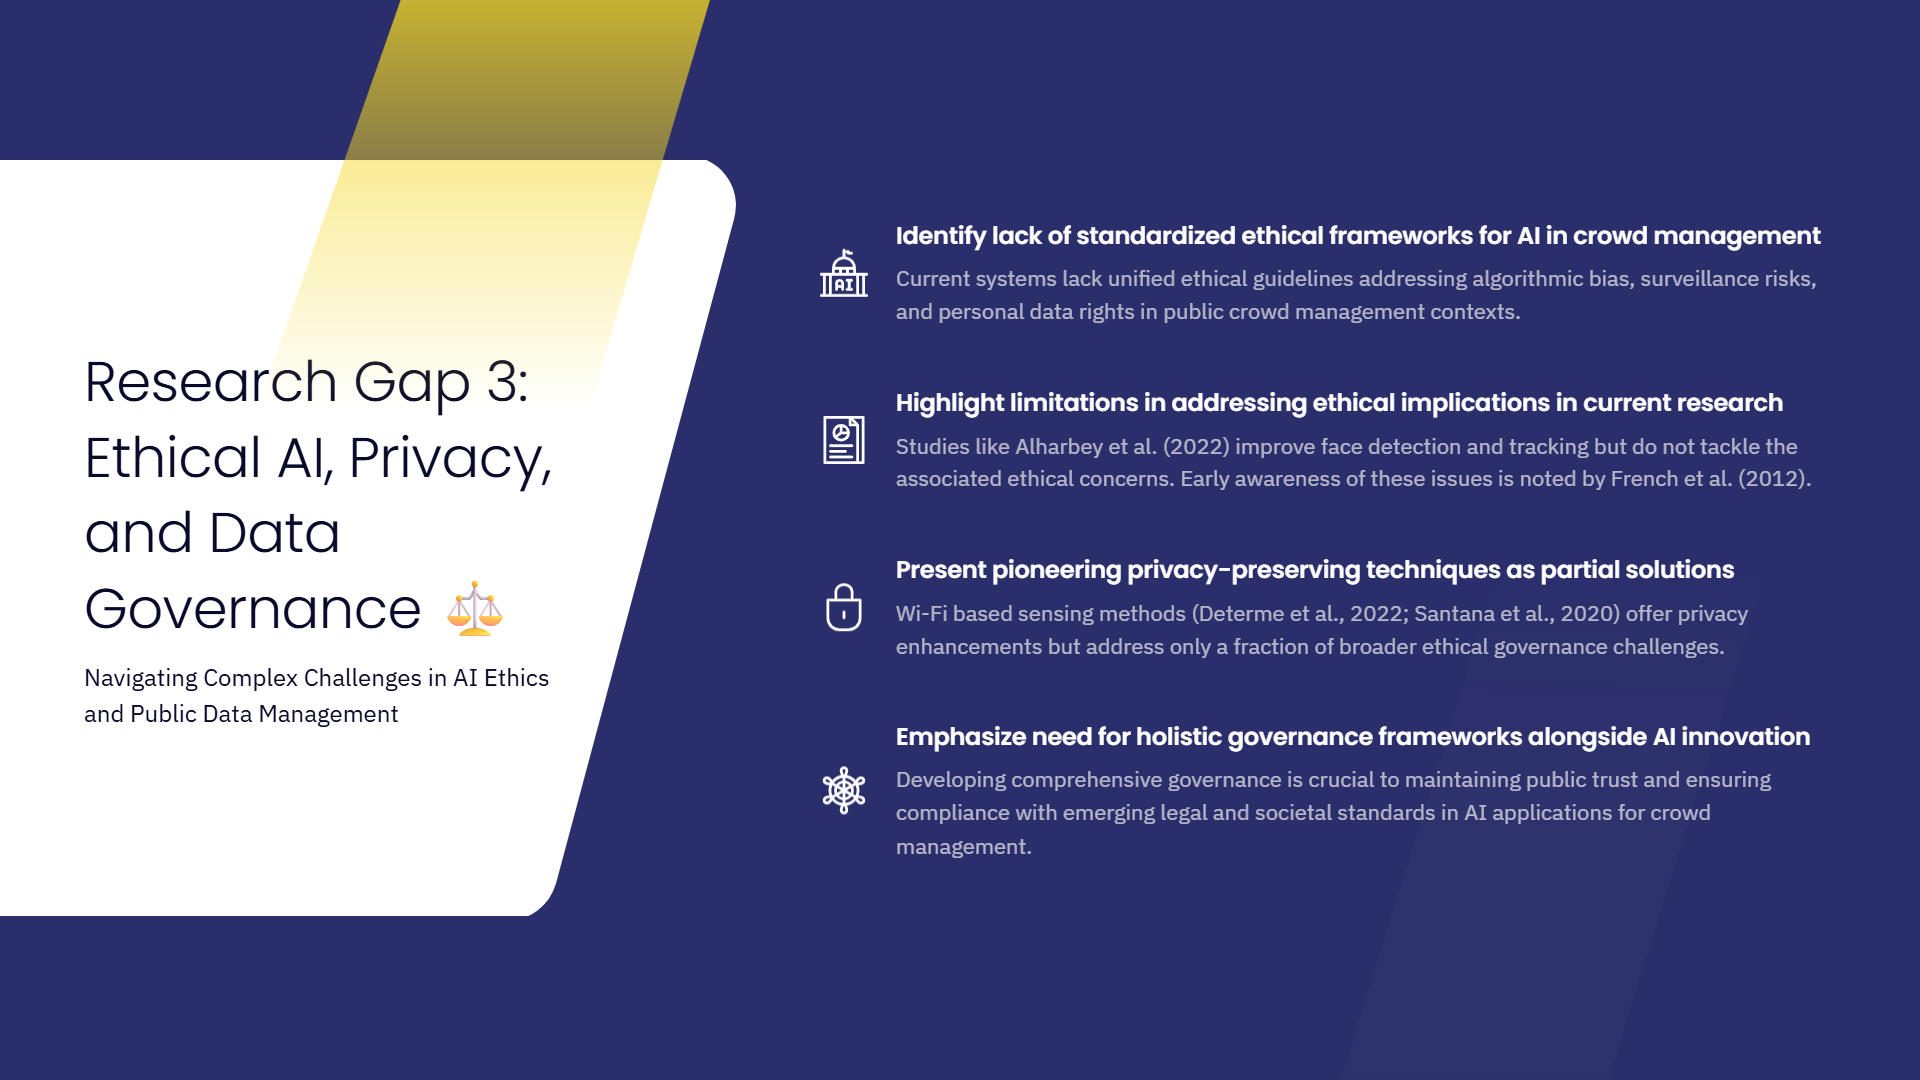 Research Gap 3:
Ethical AI, Privacy,
and Data
Governance ⚖️
Navigating Complex Challenges in AI Ethics
and Public Data Management
AI
Identify lack of standardized ethical frameworks for AI in crowd management
Current systems lack unified ethical guidelines addressing algorithmic bias, surveillance risks,
and personal data rights in public crowd management contexts.
Highlight limitations in addressing ethical implications in current research
Studies like Alharbey et al. (2022) improve face detection and tracking but do not tackle the
associated ethical concerns. Early awareness of these issues is noted by French et al. (2012).
Present pioneering privacy-preserving techniques as partial solutions
Wi-Fi based sensing methods (Determe et al., 2022; Santana et al., 2020) offer privacy
enhancements but address only a fraction of broader ethical governance challenges.
Emphasize need for holistic governance frameworks alongside AI innovation
Developing comprehensive governance is crucial to maintaining public trust and ensuring
compliance with emerging legal and societal standards in AI applications for crowd
management.